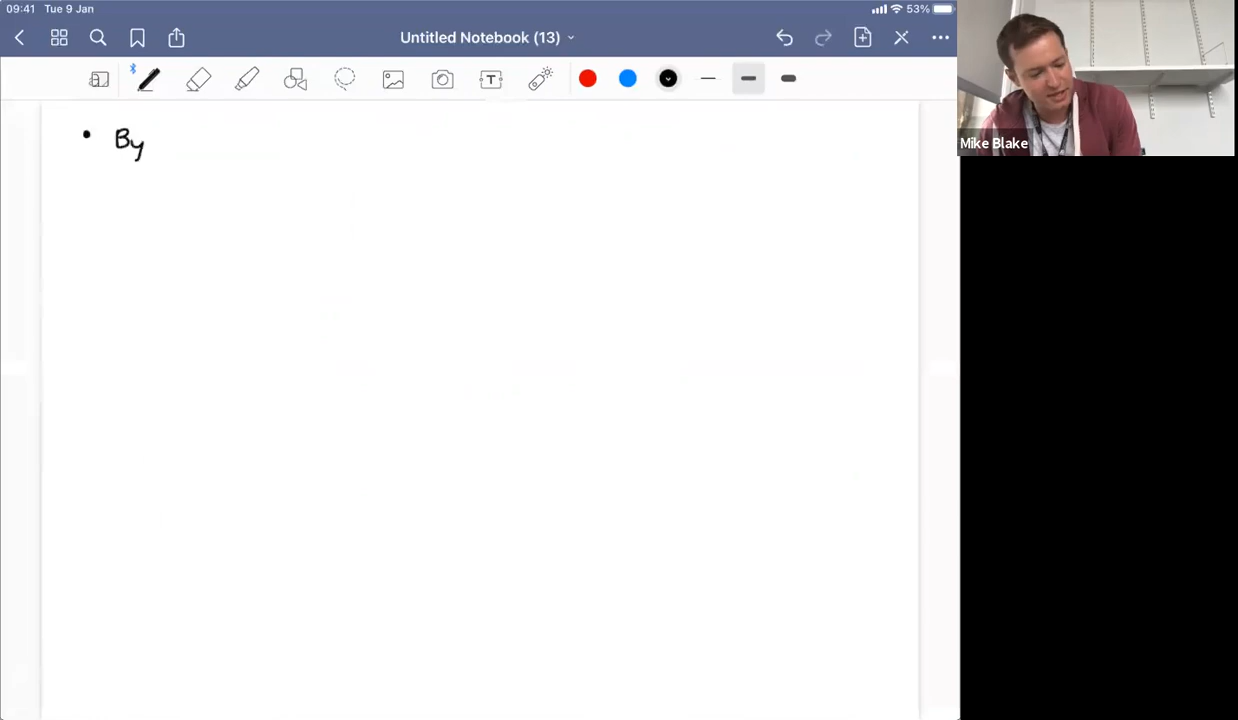 09:41 Tue 9 Jan 53%
Untitled Notebook (13)
T
• By
Mike Blake